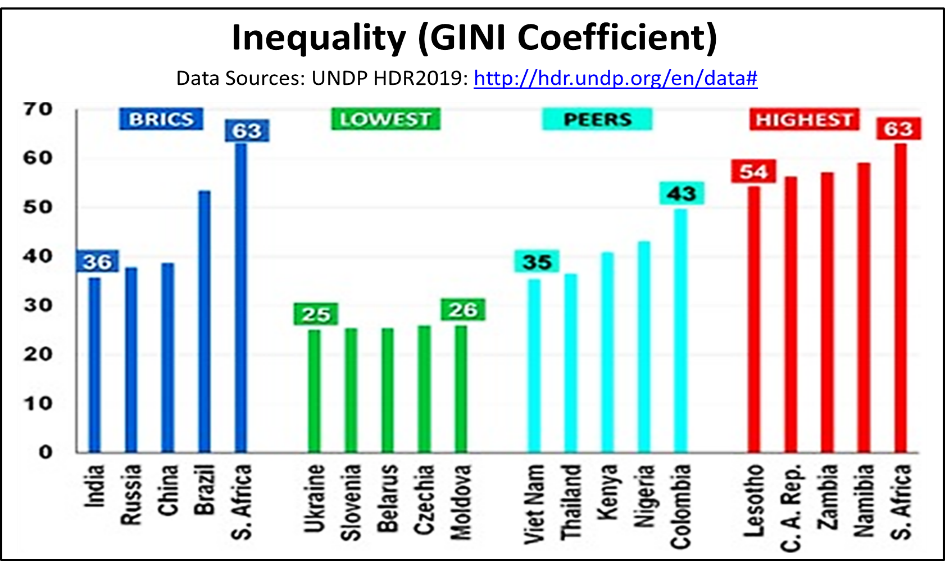 Inequality (GINI Coefficient)
Data Sources: UNDP HDR2019: http://hdr.undp.org/en/data#
70
60
50
40
30
20
10
0
BRICS
LOWEST
PEERS
HIGHEST
36
63
25
26
35
43
54
63
India
Russia
China
Brazil
S. Africa
Ukraine
Slovenia
Belarus
Czechia
Moldova
Viet Nam
Thailand
Kenya
Nigeria
Colombia
Lesotho
C. A. Rep.
Zambia
Namibia
S. Africa